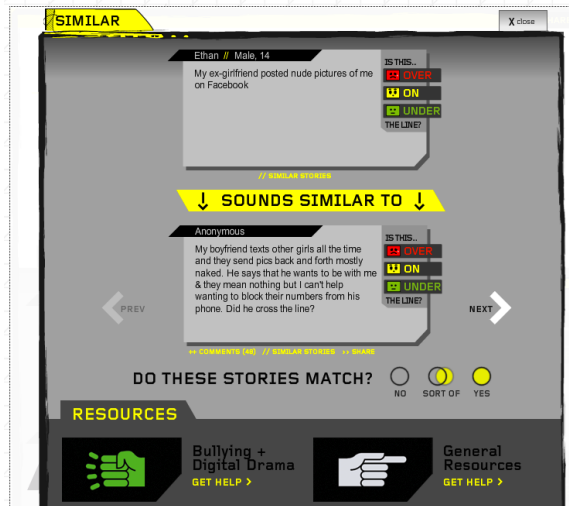 SIMILAR
X close
Ethan // Male, 14
My ex-girlfriend posted nude pictures of me
on Facebook
IS THIS..
OVER
ON
UNDER
THE LINE?
// SIMILAR STORIES
↓ SOUNDS SIMILAR TO ↓
Anonymous
My boyfriend texts other girls all the time
and they send pics back and forth mostly
naked. He says that he wants to be with me
& they mean nothing but I can't help
wanting to block their numbers from his
phone. Did he cross the line?
IS THIS..
OVER
ON
UNDER
THE LINE?
PREV
NEXT
COMMENTS (48) // SIMILAR STORIES ›› SHARE
DO THESE STORIES MATCH?
NO SORT OF YES
RESOURCES
Bullying +
Digital Drama
GET HELP >
General
Resources
GET HELP >